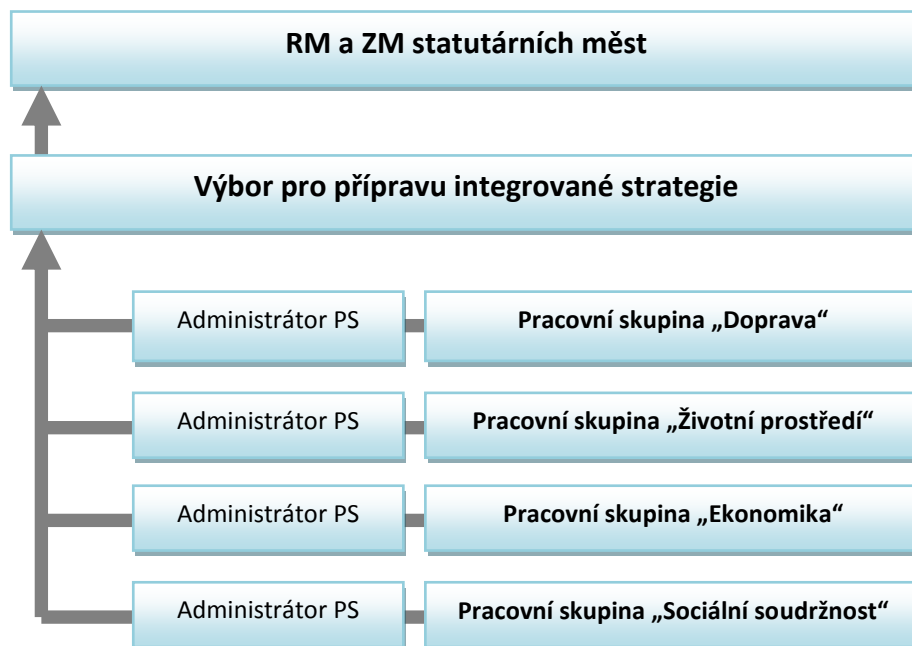 RM a ZM statutárních měst
Výbor pro přípravu integrované strategie
Administrátor PS
Pracovní skupina „Doprava“
Administrátor PS
Pracovní skupina „Životní prostředí“
Administrátor PS
Pracovní skupina „Ekonomika“
Administrátor PS
Pracovní skupina „Sociální soudržnost“